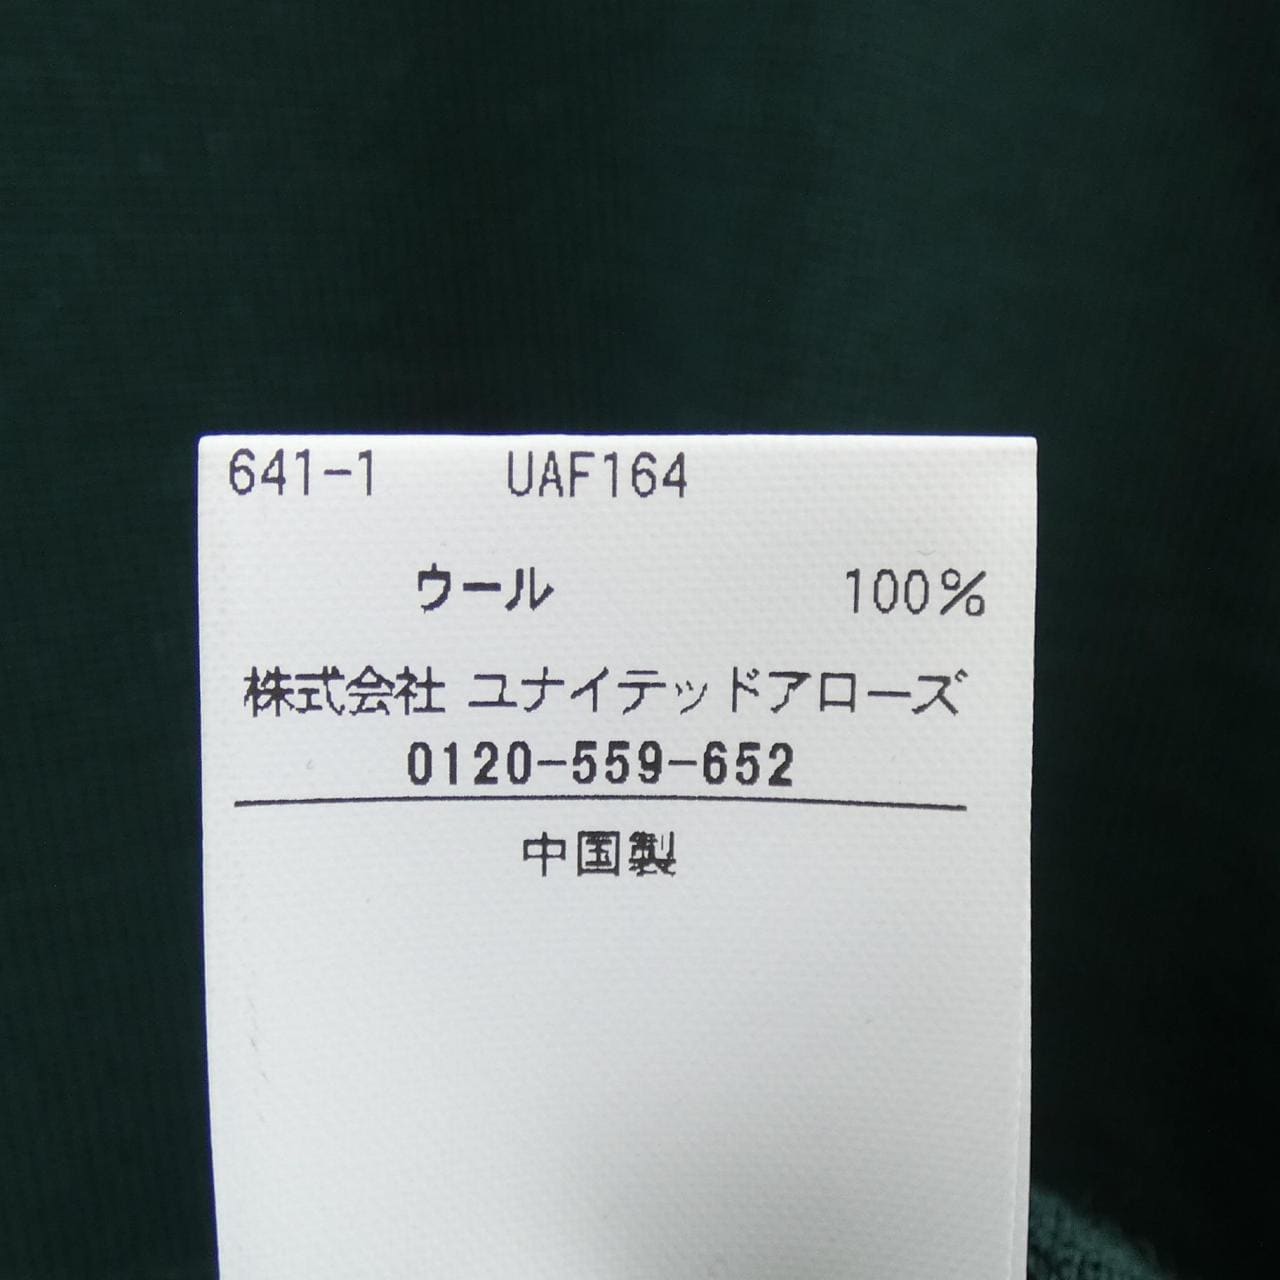 641-1 UAF164
ウール 100%
株式会社 ユナイテッドアローズ
0120-559-652
中国製